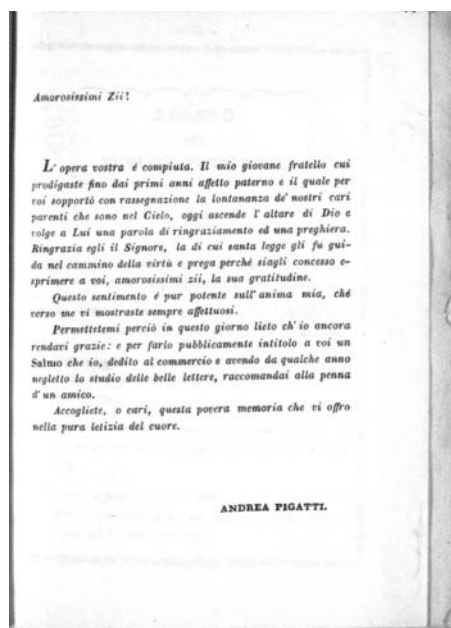 Amorosissimi Zii!
L' opera vostra é compiuta. Il mio giovane fratello cui
prodigaste fino dai primi anni affetto paterno e il quale per
voi sopportó con rassegnazione la lontananza de' nostri cari
parenti che sono nel Cielo, oggi ascende l' altare di Dio e
volge a Lui una parola di ringraziamento ed una preghiera.
Ringrazia egli il Signore, la di cui santa legge gli fu gui-
da nel cammino della virtú e prega perché siagli concesso e-
sprimere a voi, amorosissimi zii, la sua gratitudine.
Questo sentimento é pur potente sull' anima mia, ché
verso me vi mostraste sempre affettuosi.
Permettetemi perció in questo giorno lieto ch' io ancora
rendavi grazie: e per farlo pubblicamente intitolo a voi un
Salmo che io, dedito al commercio e avendo da qualche anno
negletto lo studio delle belle lettere, raccomandai alla penna
d' un amico.
Accogliete, o cari, questa povera memoria che vi offro
nella pura letizia del cuore.
ANDREA PIGATTI.